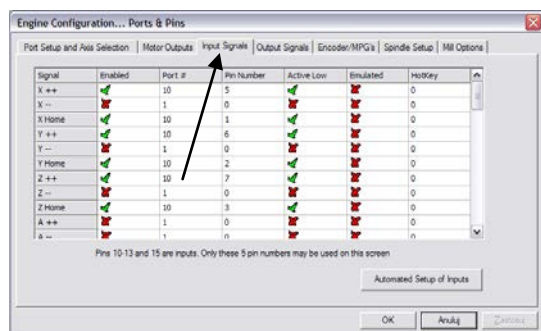 Engine Configuration... Ports & Pins
Port Setup and Axis Selection Motor Outputs Input Signals Output Signals Encoder/MPG's Spindle Setup Mill Options
Signal Enabled Port # Pin Number Active Low Emulated HotKey
X ++ 10 5 0
X -- 1 0 0
X Home 10 1 0
Y ++ 10 6 0
Y -- 1 0 0
Y Home 10 2 0
Z ++ 10 7 0
Z -- 1 0 0
Z Home 10 3 0
A ++ 1 0 0
A -- 1 0 0
Pins 10-13 and 15 are inputs. Only these 5 pin numbers may be used on this screen
Automated Setup of Inputs
OK Anuluj Zastosuj